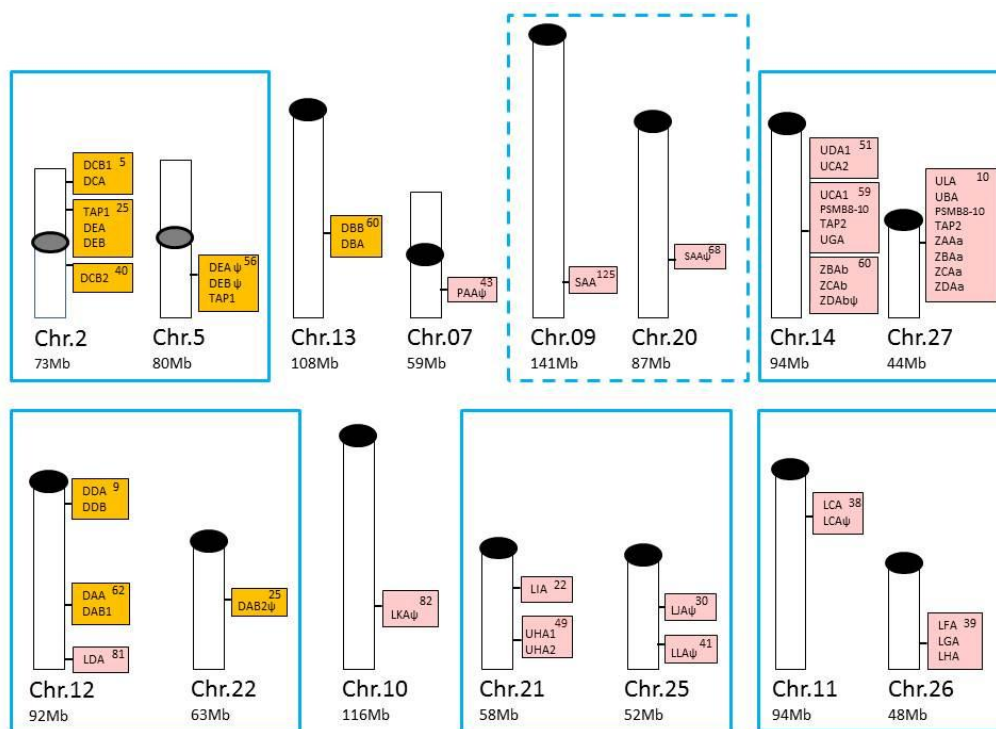 DCB1 5
DCA
TAP1 25
DEA
DEB
DCB2 40
Chr.2
73Mb
DEA ψ 56
DEB ψ
TAP1
Chr.5
80Mb
DBB 60
DBA
Chr.13
108Mb
PAAψ 43
Chr.07
59Mb
SAA 125
Chr.09
141Mb
SAAψ 68
Chr.20
87Mb
UDA1 51
UCA2
UCA1 59
PSMB8-10
TAP2
UGA
ZBAb 60
ZCAb
ZDAbψ
Chr.14
94Mb
ULA 10
UBA
PSMB8-10
TAP2
ZAAa
ZBAa
ZCAa
ZDAa
Chr.27
44Mb
DDA 9
DDB
DAA 62
DAB1
LDA 81
Chr.12
92Mb
DAB2ψ 25
Chr.22
63Mb
LKAψ 82
Chr.10
116Mb
LIA 22
UHA1 49
UHA2
Chr.21
58Mb
LJAψ 30
LLAψ 41
Chr.25
52Mb
LCA 38
LCAψ
Chr.11
94Mb
LFA 39
LGA
LHA
Chr.26
48Mb